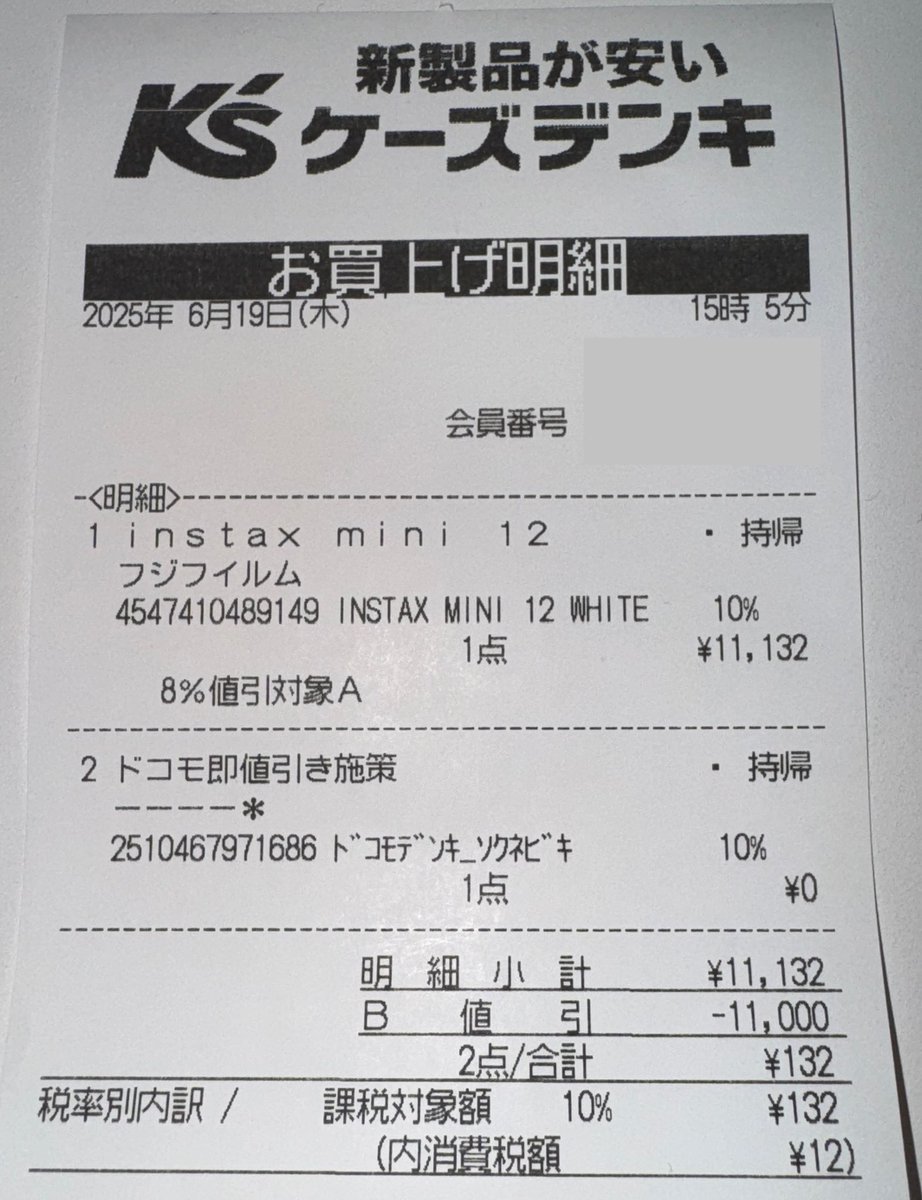 新製品が安い
K's ケーズデンキ
お買上げ明細
2025年 6月19日(木) 15時 5分
会員番号
-<明細>----------------------------------------
1 instax mini 12 ・ 持帰
フジフイルム
4547410489149 INSTAX MINI 12 WHITE 10%
1点 ¥11,132
8%値引対象A
------------------------------------------------
2 ドコモ即値引き施策 ・ 持帰
ーーーー*
2510467971686 ﾄﾞｺﾓﾃﾞﾝｷ_ｿｸﾈﾋﾞｷ 10%
1点 ¥0
------------------------------------------------
明細小計 ¥11,132
B値引 -11,000
2点/合計 ¥132
税率別内訳 / 課税対象額 10% ¥132
(内消費税額 ¥12)